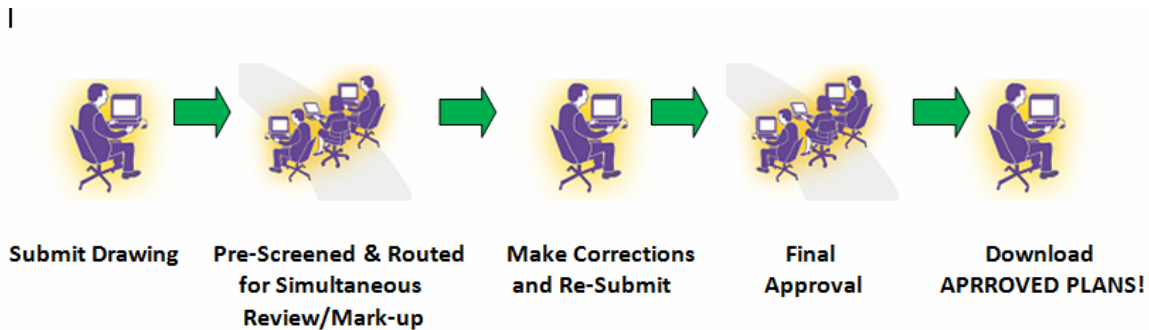 Submit Drawing
Pre-Screened & Routed
for Simultaneous
Review/Mark-up
Make Corrections
and Re-Submit
Final
Approval
Download
APRROVED PLANS!